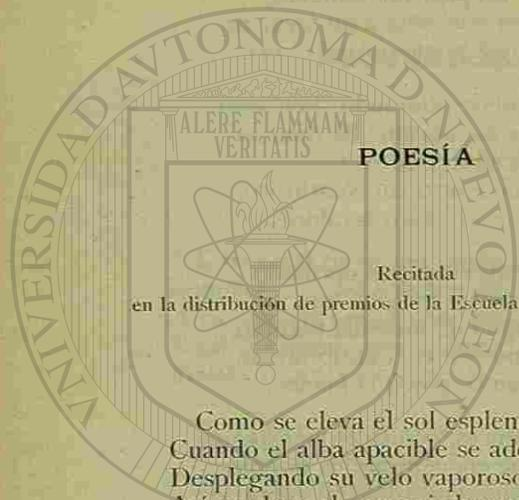 UNIVERSIDAD AUTONOMA DE NUEVO LEON
ALERE FLAMMAM
VERITATIS
POESÍA
Recitada
en la distribución de premios de la Escuela
Como se eleva el sol
Cuando el alba apacible se
Desplegando su velo